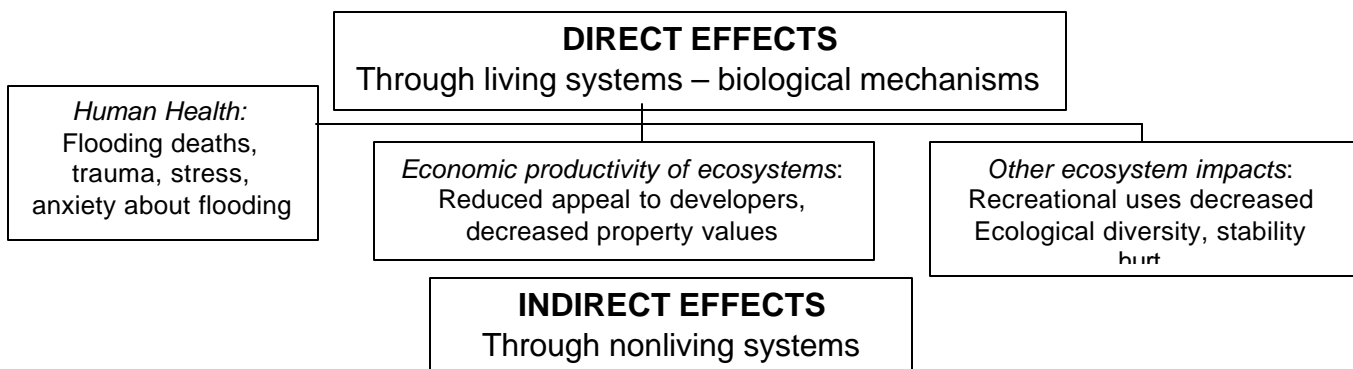 DIRECT EFFECTS
Through living systems – biological mechanisms
Human Health:
Flooding deaths,
trauma, stress,
anxiety about flooding
Economic productivity of ecosystems:
Reduced appeal to developers,
decreased property values
Other ecosystem impacts:
Recreational uses decreased
Ecological diversity, stability
INDIRECT EFFECTS
Through nonliving systems